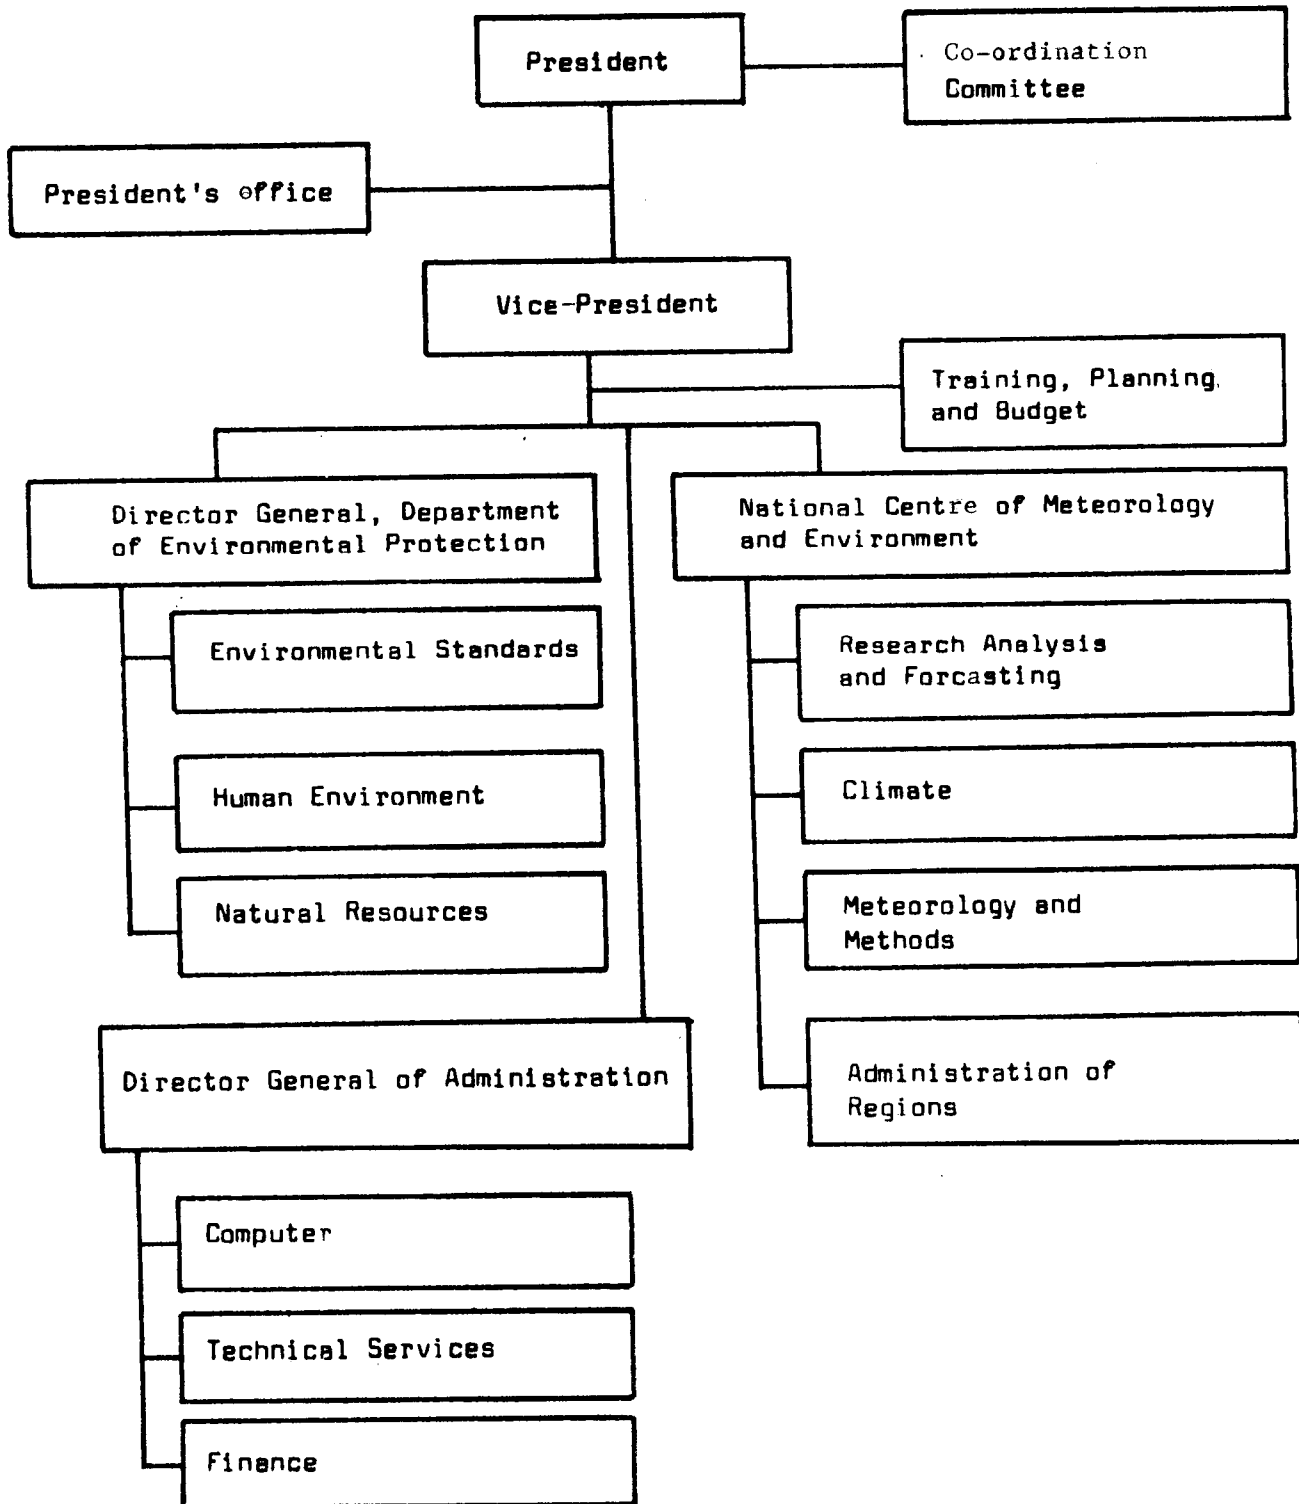 President
Co-ordination
Committee
President's office
Vice-President
Training, Planning
and Budget
Director General, Department
of Environmental Protection
National Centre of Meteorology
and Environment
Environmental Standards
Research Analysis
and Forcasting
Human Environment
Climate
Natural Resources
Meteorology and
Methods
Director General of Administration
Administration of
Regions
Computer
Technical Services
Finance